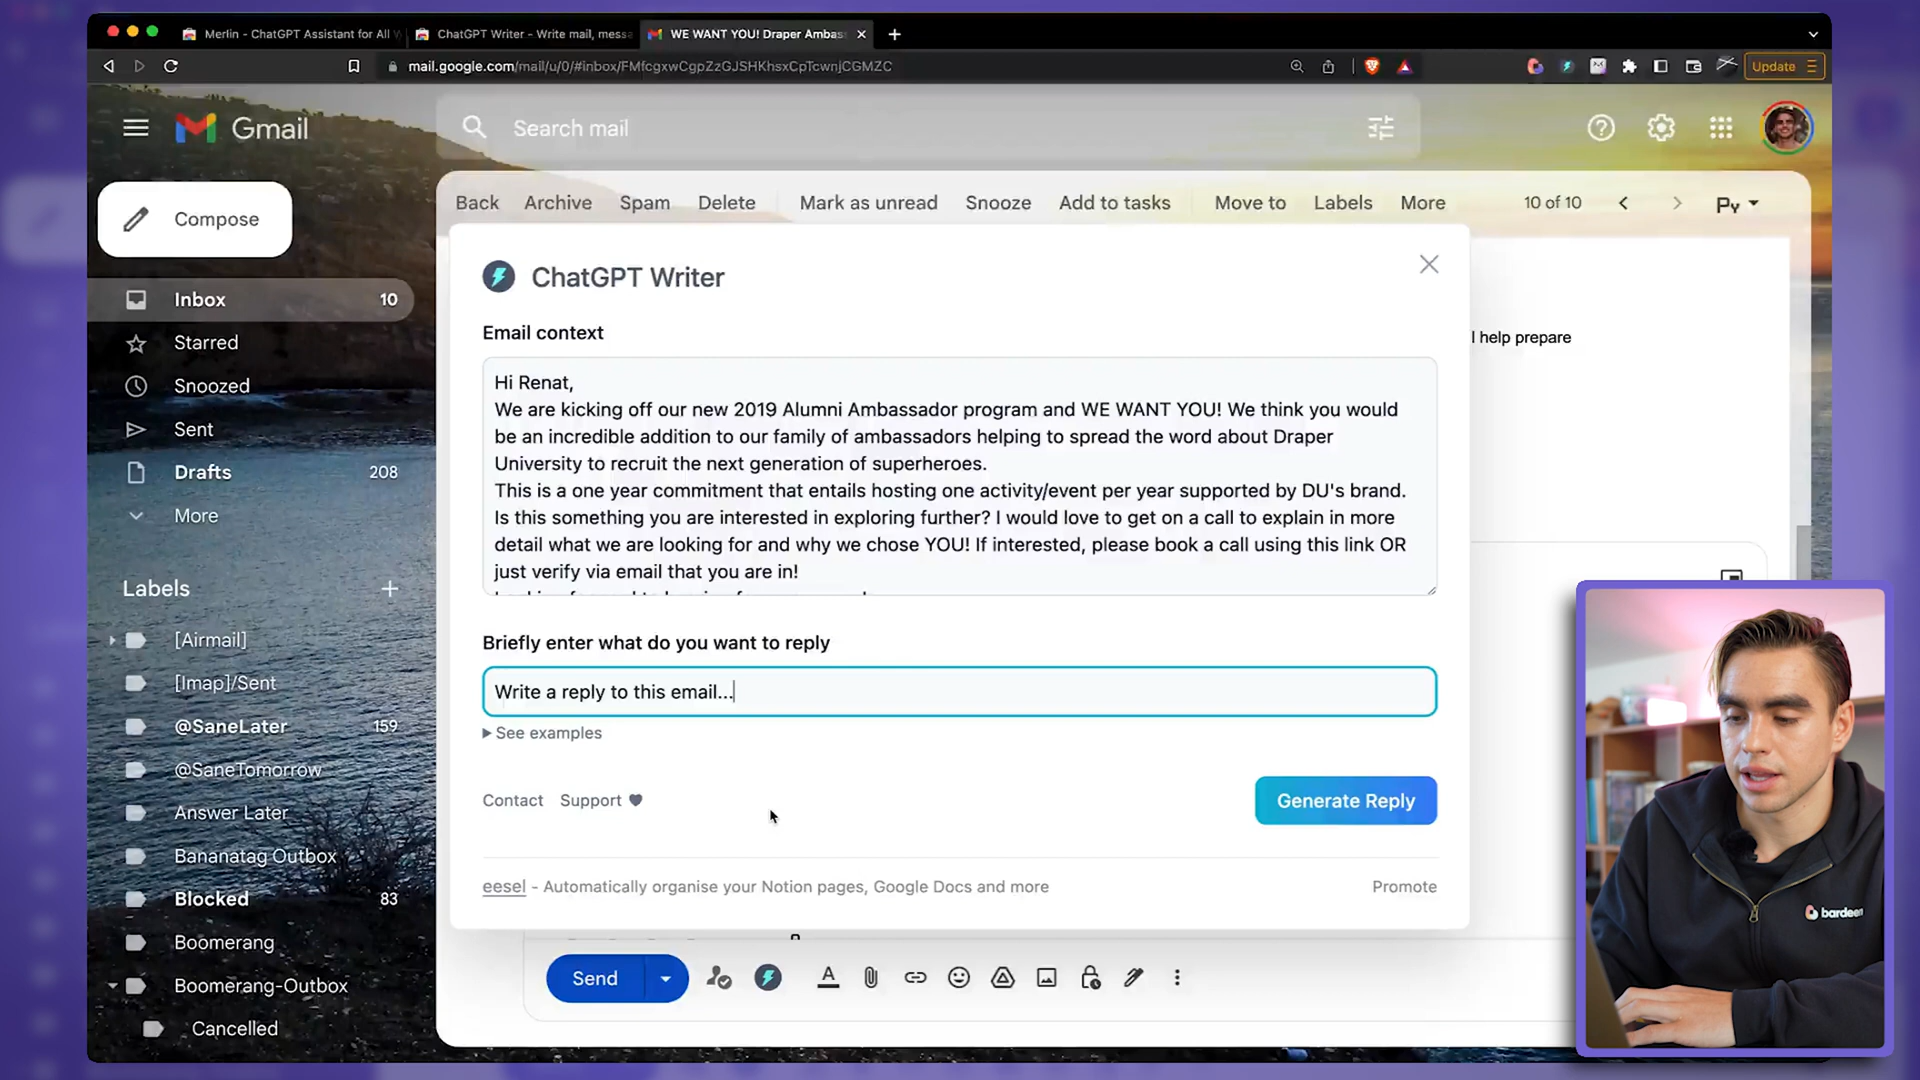 Merlin - ChatGPT Assistant for All
ChatGPT Writer - Write mail, mess
WE WANT YOU! Draper Ambas
mail.google.com/mail/u/0/#inbox/FMfcgxwCgpZzGJSHKhsxCpTcwnjCGMZC
Update
Gmail
Search mail
Compose
Back Archive Spam Delete Mark as unread Snooze Add to tasks Move to Labels More 10 of 10
Inbox 10
Starred
Snoozed
Sent
Drafts 208
More
Labels
[Airmail]
[Imap]/Sent
@SaneLater 159
@SaneTomorrow
Answer Later
Bananatag Outbox
Blocked 83
Boomerang
Boomerang-Outbox
Cancelled
ChatGPT Writer
Email context
Hi Renat,
We are kicking off our new 2019 Alumni Ambassador program and WE WANT YOU! We think you would
be an incredible addition to our family of ambassadors helping to spread the word about Draper
University to recruit the next generation of superheroes.
This is a one year commitment that entails hosting one activity/event per year supported by DU's brand.
Is this something you are interested in exploring further? I would love to get on a call to explain in more
detail what we are looking for and why we chose YOU! If interested, please book a call using this link OR
just verify via email that you are in!
l help prepare
Briefly enter what do you want to reply
Write a reply to this email...
See examples
Contact Support
Generate Reply
eesel - Automatically organise your Notion pages, Google Docs and more
Promote
Send
bardeen